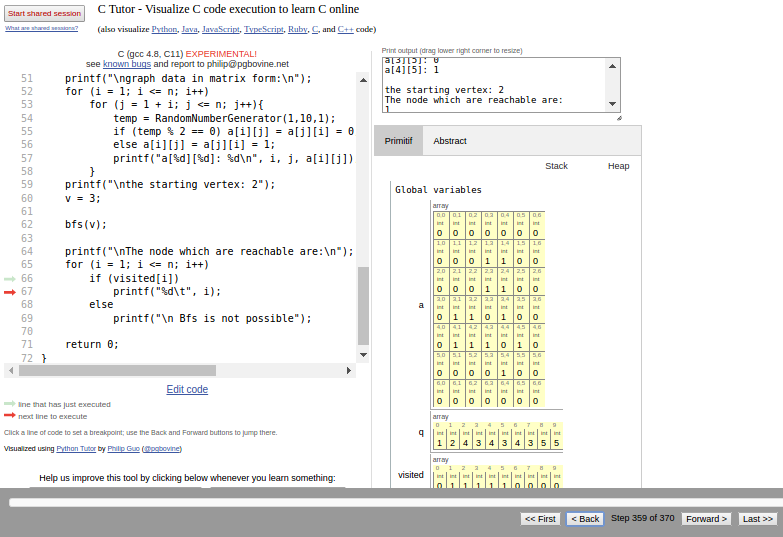 Start shared session
What are shared sessions?
C Tutor - Visualize C code execution to learn C online
(also visualize Python, Java, JavaScript, TypeScript, Ruby, C, and C++ code)
C (gcc 4.8, C11) EXPERIMENTAL!
see known bugs and report to philip@pgbovine.net
51 printf("\ngraph data in matrix form:\n");
52 for (i = 1; i <= n; i++)
53 for (j = 1 + i; j <= n; j++){
54 temp = RandomNumberGenerator(1,10,1);
55 if (temp % 2 == 0) a[i][j] = a[j][i] = 0
56 else a[i][j] = a[j][i] = 1;
57 printf("a[%d][%d]: %d\n", i, j, a[i][j])
58 }
59 printf("\nthe starting vertex: 2");
60 v = 3;
61
62 bfs(v);
63
64 printf("\nThe node which are reachable are:\n");
65 for (i = 1; i <= n; i++)
66 if (visited[i])
67 printf("%d\t", i);
68 else
69 printf("\n Bfs is not possible");
70
71 return 0;
72 }
Edit code
line that has just executed
next line to execute
Click a line of code to set a breakpoint; use the Back and Forward buttons to jump there.
Visualized using Python Tutor by Philip Guo (@pgbovine)
Help us improve this tool by clicking below whenever you learn something:
Print output (drag lower right corner to resize)
a[3][5]: 0
a[4][5]: 1
the starting vertex: 2
The node which are reachable are:
1
Primitif Abstract
Stack Heap
Global variables
a
array
0,0 0,1 0,2 0,3 0,4 0,5 0,6
int int int int int int int
0 0 0 0 0 0 0
1,0 1,1 1,2 1,3 1,4 1,5 1,6
int int int int int int int
0 0 0 1 1 0 0
2,0 2,1 2,2 2,3 2,4 2,5 2,6
int int int int int int int
0 0 0 1 1 0 0
3,0 3,1 3,2 3,3 3,4 3,5 3,6
int int int int int int int
0 1 1 0 1 0 0
4,0 4,1 4,2 4,3 4,4 4,5 4,6
int int int int int int int
0 1 1 1 0 1 0
5,0 5,1 5,2 5,3 5,4 5,5 5,6
int int int int int int int
0 0 0 0 1 0 0
6,0 6,1 6,2 6,3 6,4 6,5 6,6
int int int int int int int
0 0 0 0 0 0 0
q
array
0 1 2 3 4 5 6 7 8 9
int int int int int int int int int int
1 2 4 3 4 3 4 3 5 5
visited
array
0 1 2 3 4 5 6 7 8 9
int int int int int int int int int int
0 1 1 1 1 1 0 0 0 0
<< First < Back Step 359 of 370 Forward > Last >>